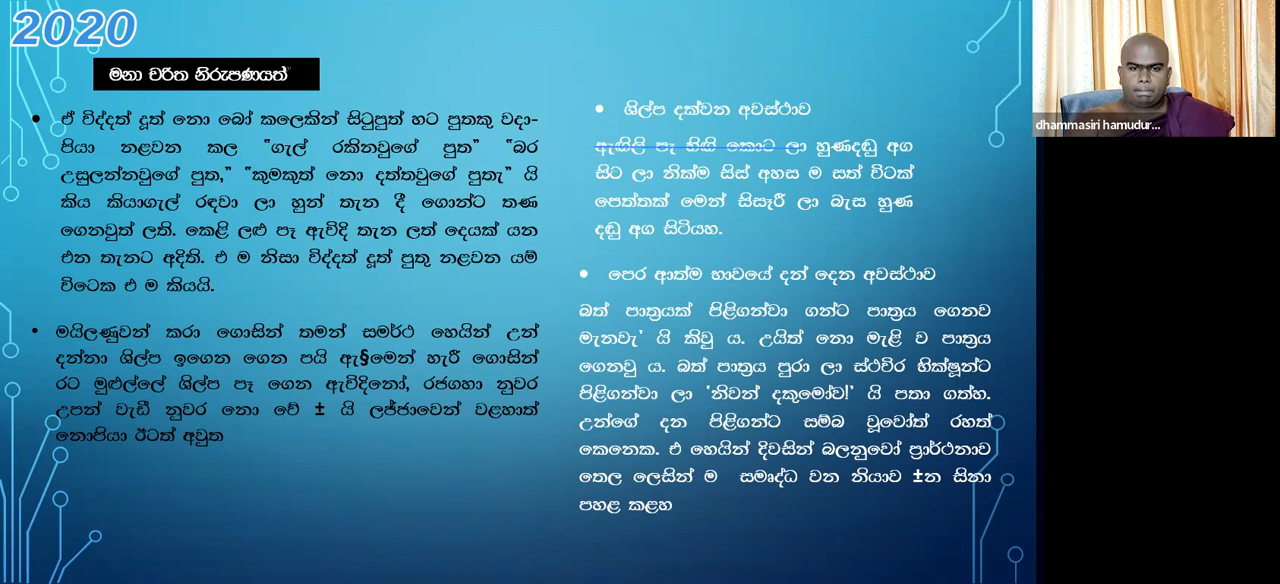 2020
මනා චරිත නිරූපණයත්
• ඒ විද්දත් දූත් නො බෝ කලෙකින් සිටුපුත් හට පුතකු වදා-
පියා නළවන කල “ගැල් රකිනවුගේ පුත” “බර
උසුලන්නවුගේ පුත,” “කුමකුත් නො දත්තවුගේ පුතැ” යි
කිය කියාගැල් රඳවා ලා හුන් තැන දී ගොන්ට තණ
ගෙනවුත් ලති. කෙළි ලළු පෑ ඇවිදි තැන ලත් දෙයක් යන
එන තැනට අදිති. එ ම නිසා විද්දත් දූත් පුතු නළවන යම්
විටෙක එ ම කියයි.
• මයිලණුවන් කරා ගොසින් තමන් සමර්ථ හෙයින් උන්
දන්නා ශිල්ප ඉගෙන ගෙන පයි ඇ§මෙන් හැරී ගොසින්
රට මුළුල්ලේ ශිල්ප පෑ ගෙන ඇවිදිනෝ, රජගහා නුවර
උපන් වැඩී නුවර නො වේ ± යි ලජ්ජාවෙන් වළහාත්
නොපියා ඊටත් අවුත
• ශිල්ප දක්වන අවස්ථාව
ඇඟිලි පෑ හිඟි කොට ලා හුණදඬු අග
සිට ලා නික්ම සිස් අහස ම සත් විටක්
පෙත්තක් මෙන් සිසෑරී ලා බැස හුණ
දඬු අග සිටියහ.
• පෙර ආත්ම භාවයේ දන් දෙන අවස්ථාව
බත් පාත්‍රයක් පිළිගන්වා ගන්ට පාත්‍රය ගෙනව
මැනවැ’ යි කිවු ය. උයිත් නො මැළි ව පාත්‍රය
ගෙනවු ය. බත් පාත්‍රය පුරා ලා ස්ථවිර භික්ෂූන්ට
පිළිගන්වා ලා ‘නිවන් දකුමෝව!’ යි පතා ගත්හ.
උන්ගේ දන පිළිගන්ට සම්බ වූවෝත් රහත්
කෙනෙක. එ හෙයින් දිවසින් බලනුවෝ ප්‍රාර්ථනාව
තෙල ලෙසින් ම සමෘද්ධ වන නියාව ±න සිනා
පහළ කළහ
dhammasiri hamudur...